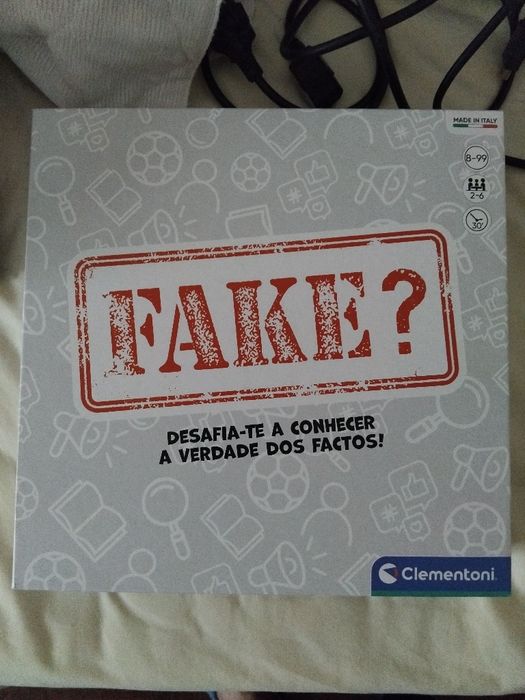 MADE IN ITALY
8-99
2-6
30'
FAKE?
DESAFIA-TE A CONHECER
A VERDADE DOS FACTOS!
Clementoni